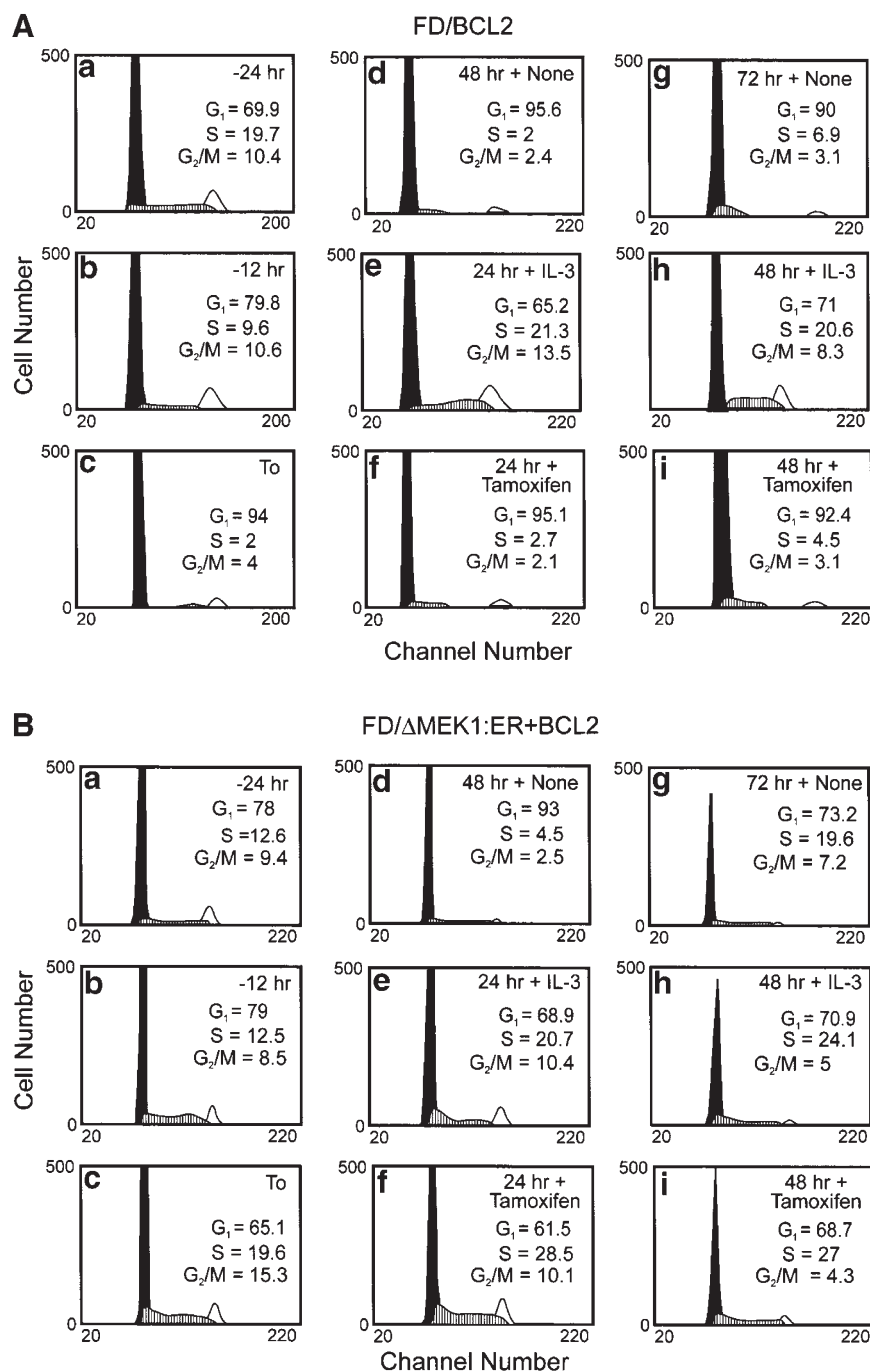 A
FD/BCL2
500
a
-24 hr
G₁ = 69.9
S = 19.7
G₂/M = 10.4
0
20
200
d
48 hr + None
G₁ = 95.6
S = 2
G₂/M = 2.4
20
220
500
g
72 hr + None
G₁ = 90
S = 6.9
G₂/M = 3.1
0
20
220
Cell Number
500
b
-12 hr
G₁ = 79.8
S = 9.6
G₂/M = 10.6
0
20
200
e
24 hr + IL-3
G₁ = 65.2
S = 21.3
G₂/M = 13.5
20
220
500
h
48 hr + IL-3
G₁ = 71
S = 20.6
G₂/M = 8.3
0
20
220
500
c
To
G₁ = 94
S = 2
G₂/M = 4
0
20
200
500
f
24 hr +
Tamoxifen
G₁ = 95.1
S = 2.7
G₂/M = 2.1
0
20
220
500
i
48 hr +
Tamoxifen
G₁ = 92.4
S = 4.5
G₂/M = 3.1
0
20
220
Channel Number
B
FD/ΔMEK1:ER+BCL2
500
a
-24 hr
G₁ = 78
S =12.6
G₂/M = 9.4
0
20
220
500
d
48 hr + None
G₁ = 93
S = 4.5
G₂/M = 2.5
0
20
220
500
g
72 hr + None
G₁ = 73.2
S = 19.6
G₂/M = 7.2
0
20
220
Cell Number
500
b
-12 hr
G₁ = 79
S = 12.5
G₂/M = 8.5
0
20
220
500
e
24 hr + IL-3
G₁ = 68.9
S = 20.7
G₂/M = 10.4
0
20
220
500
h
48 hr + IL-3
G₁ = 70.9
S = 24.1
G₂/M = 5
0
20
220
500
c
To
G₁ = 65.1
S = 19.6
G₂/M = 15.3
0
20
220
500
f
24 hr +
Tamoxifen
G₁ = 61.5
S = 28.5
G₂/M = 10.1
0
20
220
500
i
48 hr +
Tamoxifen
G₁ = 68.7
S = 27
G₂/M = 4.3
0
20
220
Channel Number